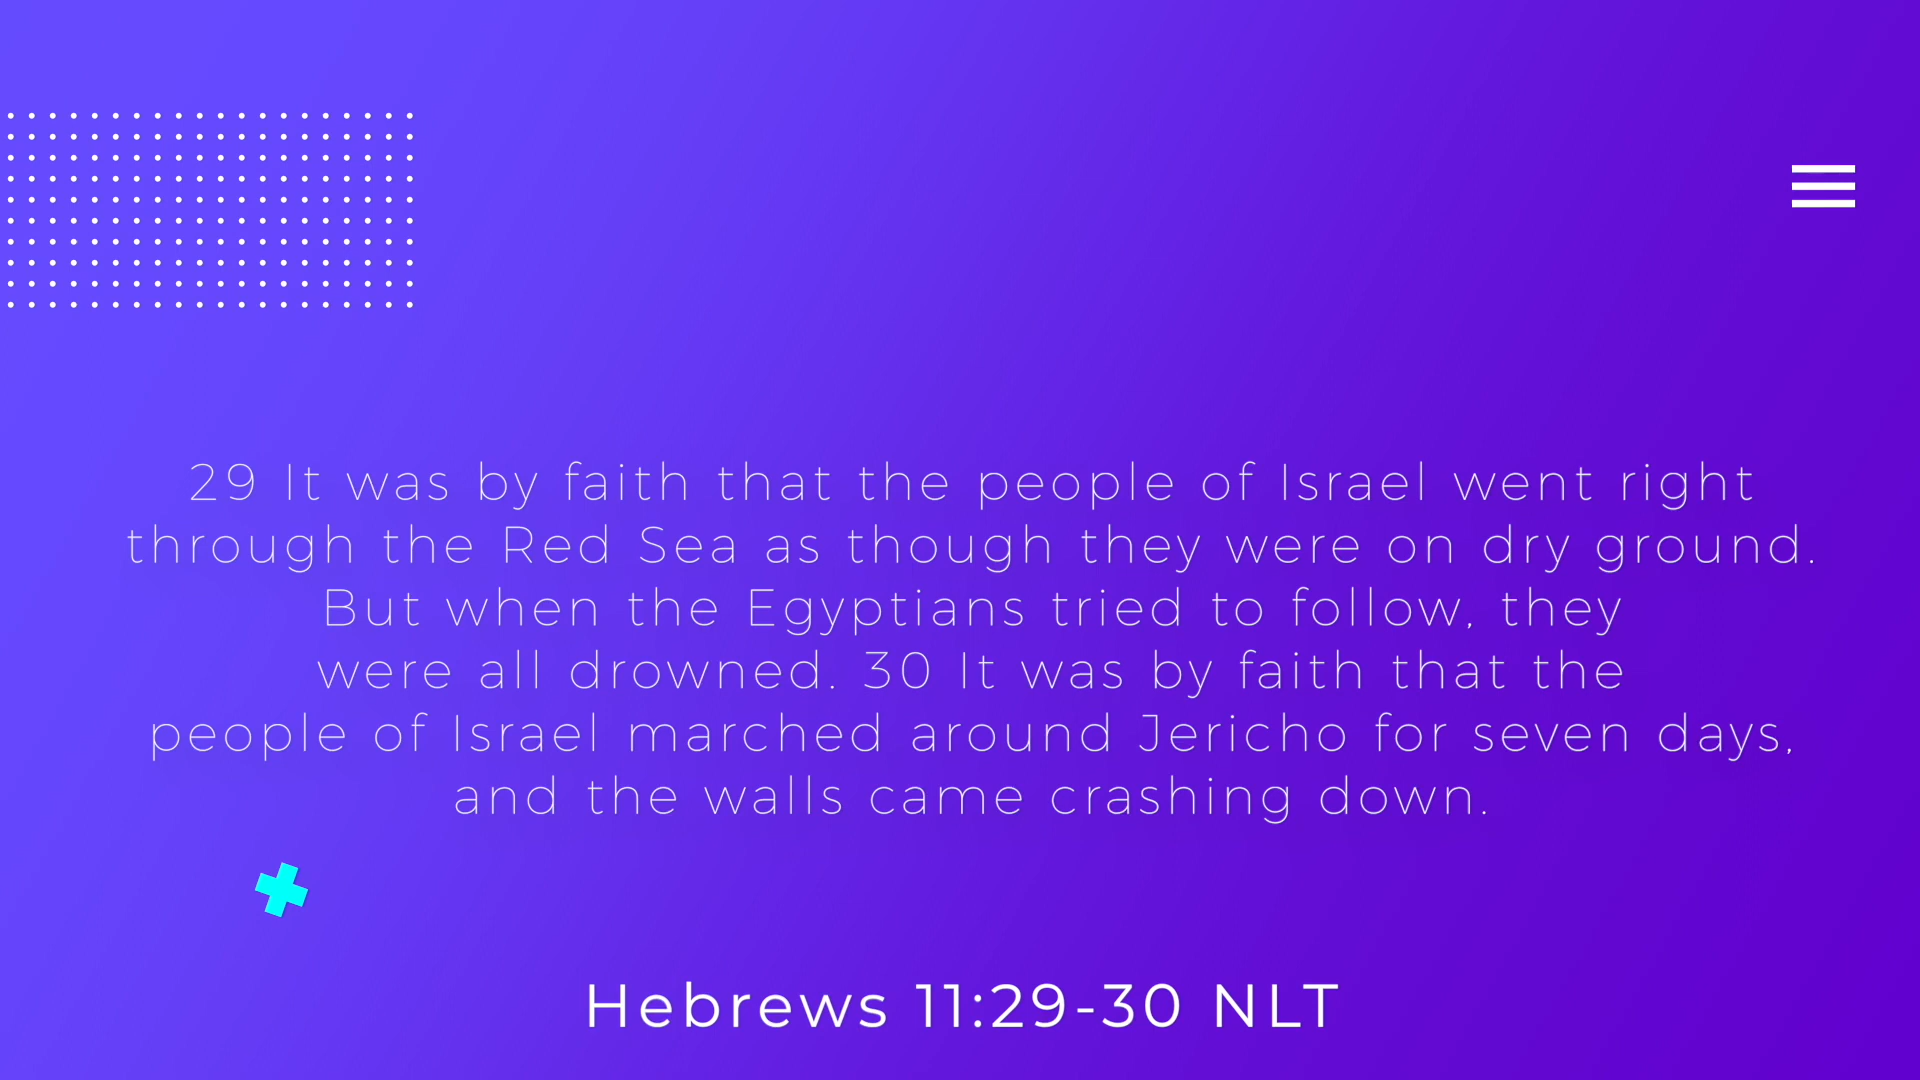 29 It was by faith that the people of Israel went right
through the Red Sea as though they were on dry ground.
But when the Egyptians tried to follow, they
were all drowned. 30 It was by faith that the
people of Israel marched around Jericho for seven days,
and the walls came crashing down.
Hebrews 11:29-30 NLT